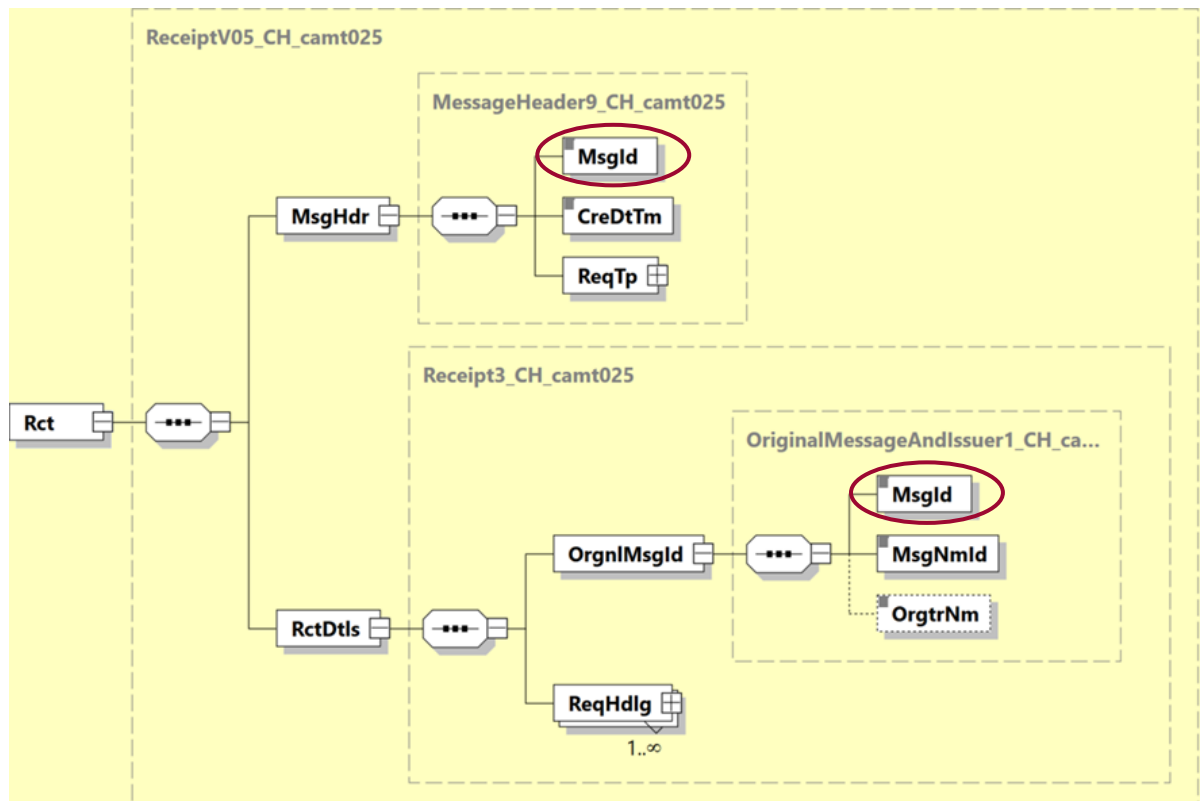 ReceiptV05_CH_camt025
MessageHeader9_CH_camt025
MsgId
MsgHdr
CreDtTm
ReqTp
Receipt3_CH_camt025
Rct
OriginalMessageAndIssuer1_CH_ca...
MsgId
OrgnlMsgId
MsgNmId
OrgtrNm
RctDtls
ReqHdlg
1..∞